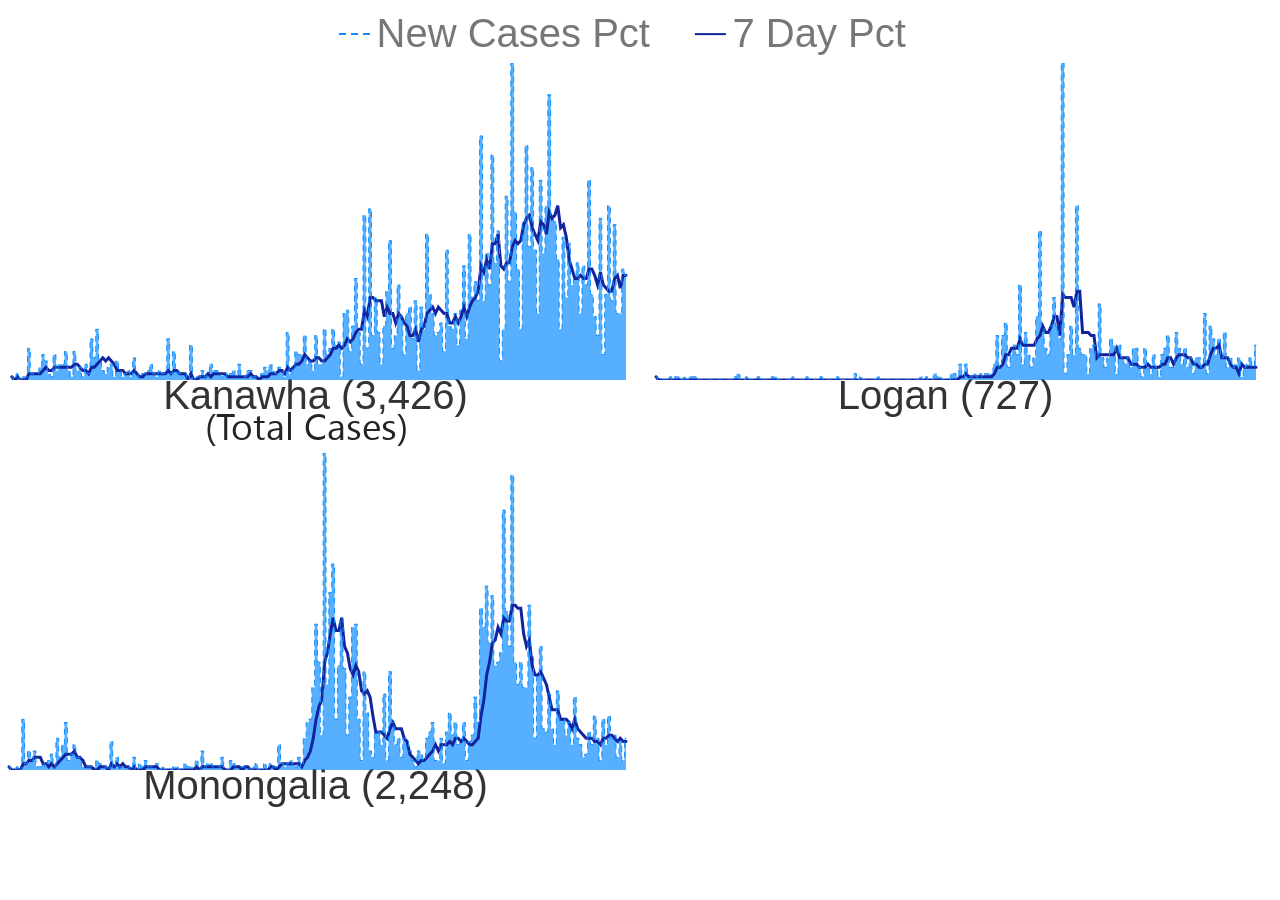 New Cases Pct 7 Day Pct
Kanawha (3,426) Logan (727)
(Total Cases)
Monongalia (2,248)